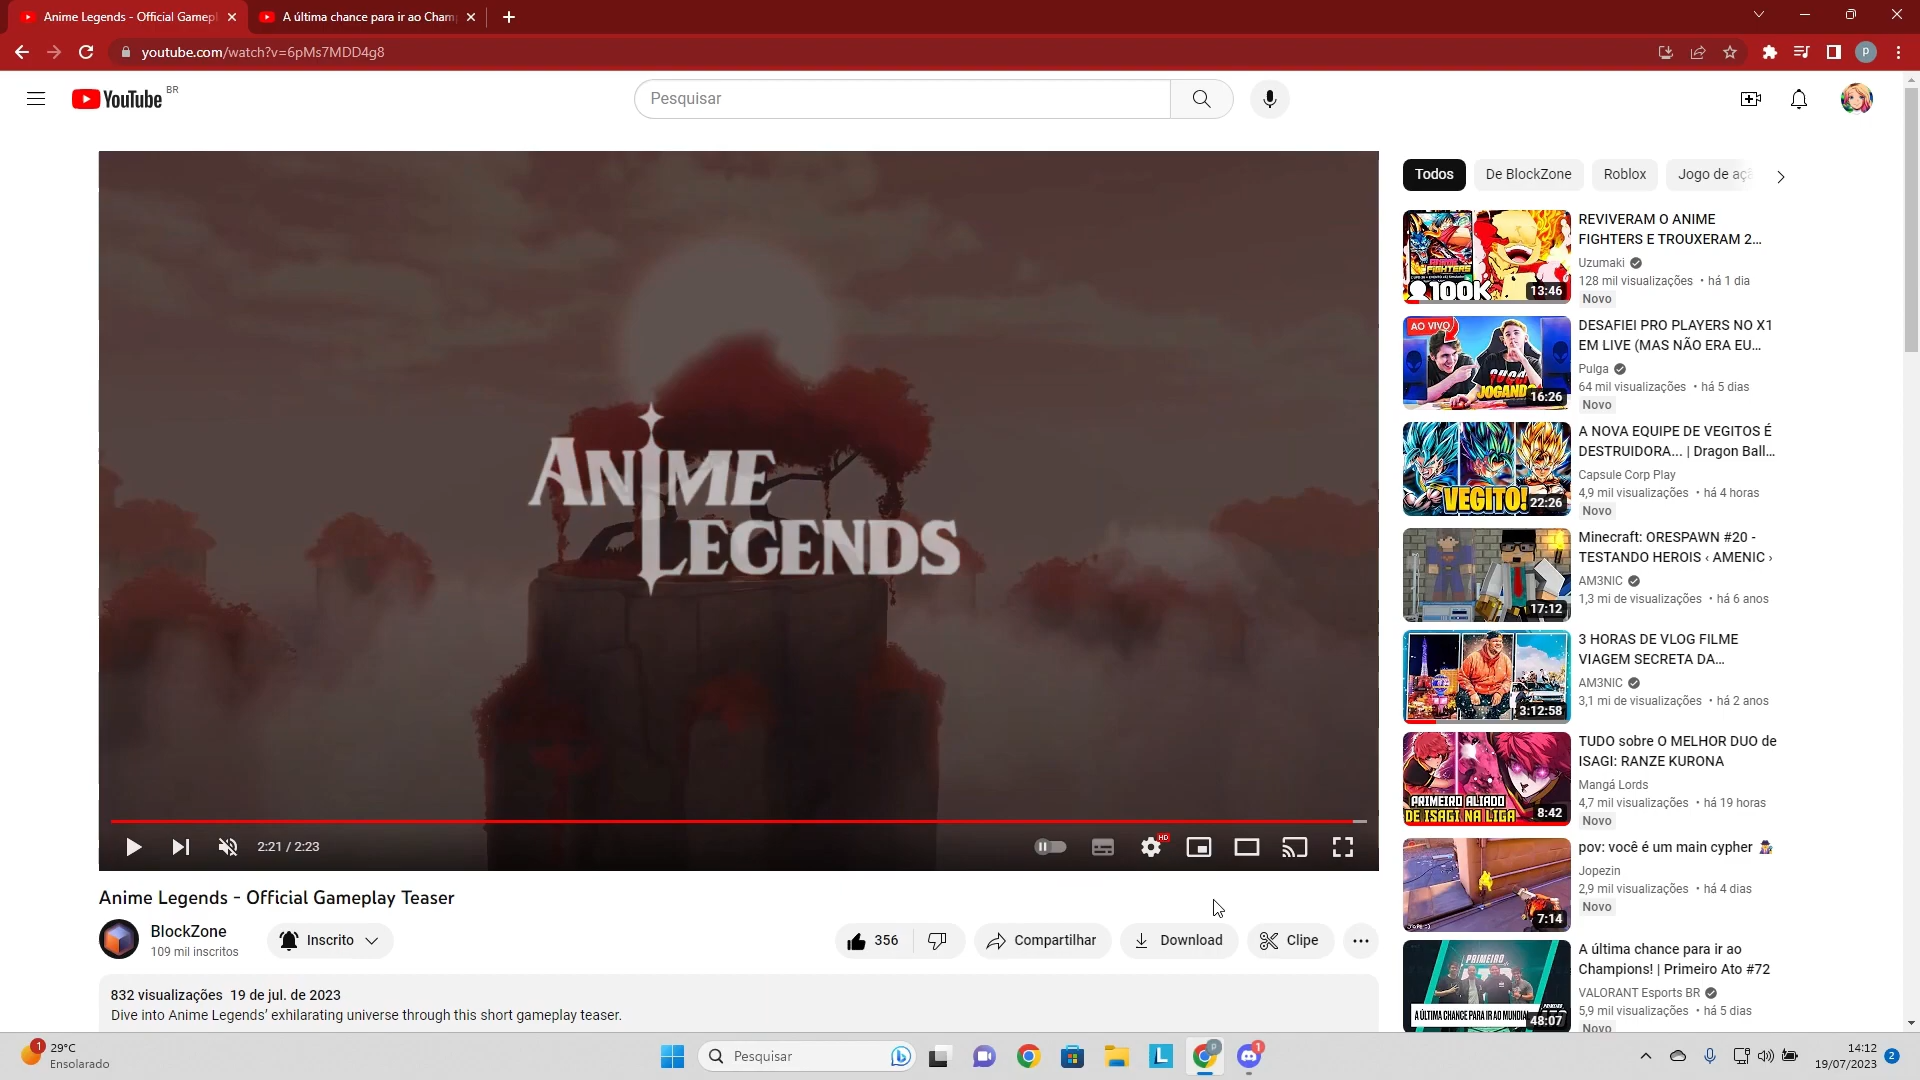 Anime Legends - Official Gamepl
A última chance para ir ao Cham
youtube.com/watch?v=6pMs7MDD4g8
P
YouTube BR
Pesquisar
ANIME
LEGENDS
2:21 / 2:23
HD
Anime Legends - Official Gameplay Teaser
BlockZone
109 mil inscritos
Inscrito
356
Compartilhar
Download
Clipe
832 visualizações 19 de jul. de 2023
Dive into Anime Legends' exhilarating universe through this short gameplay teaser.
Todos
De BlockZone
Roblox
Jogo de açã
ANIME
FIGHTERS
100K
13:46
REVIVERAM O ANIME
FIGHTERS E TROUXERAM 2...
Uzumaki
128 mil visualizações • há 1 dia
Novo
AO VIVO
JOGANDO
16:26
DESAFIEI PRO PLAYERS NO X1
EM LIVE (MAS NÃO ERA EU...
Pulga
64 mil visualizações • há 5 dias
Novo
VEGITO!
22:26
A NOVA EQUIPE DE VEGITOS É
DESTRUIDORA... | Dragon Ball...
Capsule Corp Play
4,9 mil visualizações • há 4 horas
Novo
17:12
Minecraft: ORESPAWN #20 -
TESTANDO HEROIS ‹ AMENIC ›
AM3NIC
1,3 mi de visualizações • há 6 anos
3:12:58
3 HORAS DE VLOG FILME
VIAGEM SECRETA DA...
AM3NIC
3,1 mi de visualizações • há 2 anos
PRIMEIRO ALIADO
DE ISAGI NA LIGA
8:42
TUDO sobre O MELHOR DUO de
ISAGI: RANZE KURONA
Mangá Lords
4,7 mil visualizações • há 19 horas
Novo
7:14
pov: você é um main cypher
Jopezin
2,9 mil visualizações • há 4 dias
Novo
PRIMEIRO
A ÚLTIMA CHANCE PARA IR AO MUNDIAL
48:07
A última chance para ir ao
Champions! | Primeiro Ato #72
VALORANT Esports BR
5,9 mil visualizações • há 5 dias
Novo
1
29°C
Ensolarado
Pesquisar
L
P
1
14:12
19/07/2023
2